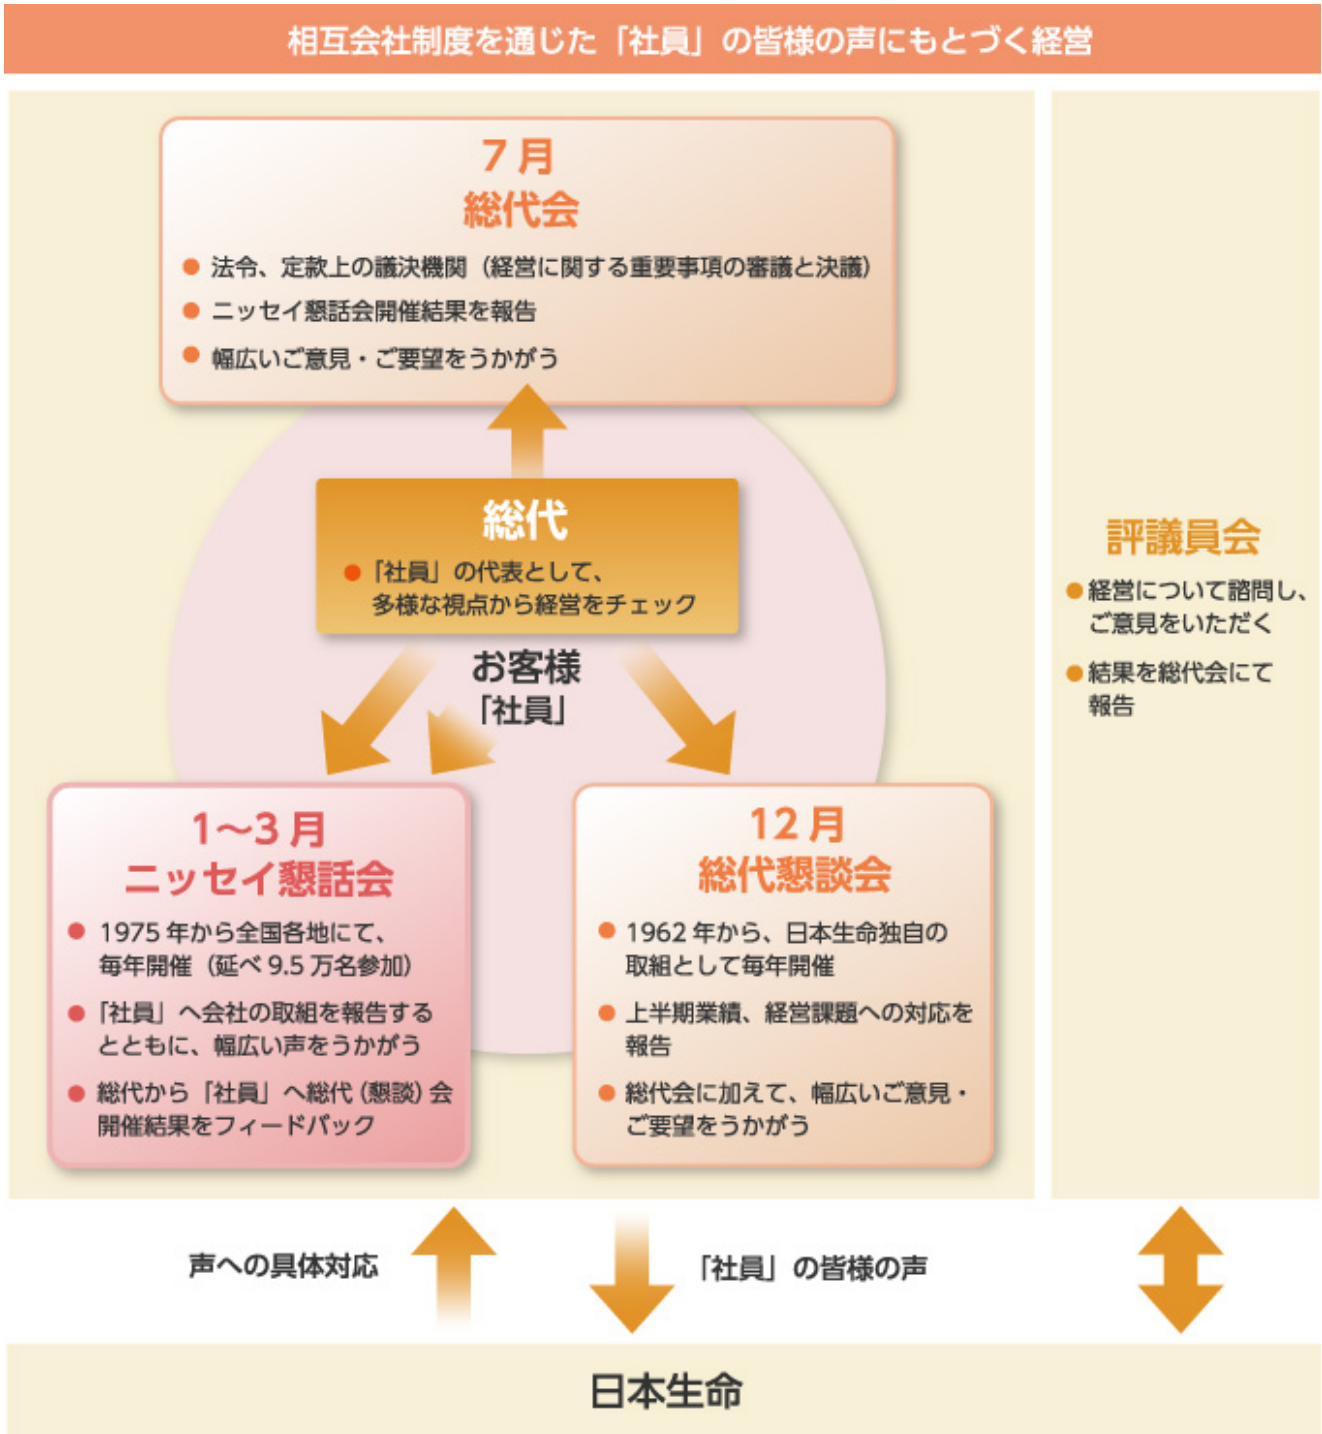 相互会社制度を通じた「社員」の皆様の声にもとづく経営
7月
総代会
● 法令、定款上の議決機関（経営に関する重要事項の審議と決議）
● ニッセイ懇話会開催結果を報告
● 幅広いご意見・ご要望をうかがう
総代
● 「社員」の代表として、
多様な視点から経営をチェック
お客様
「社員」
1～3月
ニッセイ懇話会
● 1975年から全国各地にて、
毎年開催（延べ9.5万名参加）
● 「社員」へ会社の取組を報告する
とともに、幅広い声をうかがう
● 総代から「社員」へ総代（懇談）会
開催結果をフィードバック
12月
総代懇談会
● 1962年から、日本生命独自の
取組として毎年開催
● 上半期業績、経営課題への対応を
報告
● 総代会に加えて、幅広いご意見・
ご要望をうかがう
評議員会
● 経営について諮問し、
ご意見をいただく
● 結果を総代会にて
報告
声への具体対応
「社員」の皆様の声
日本生命